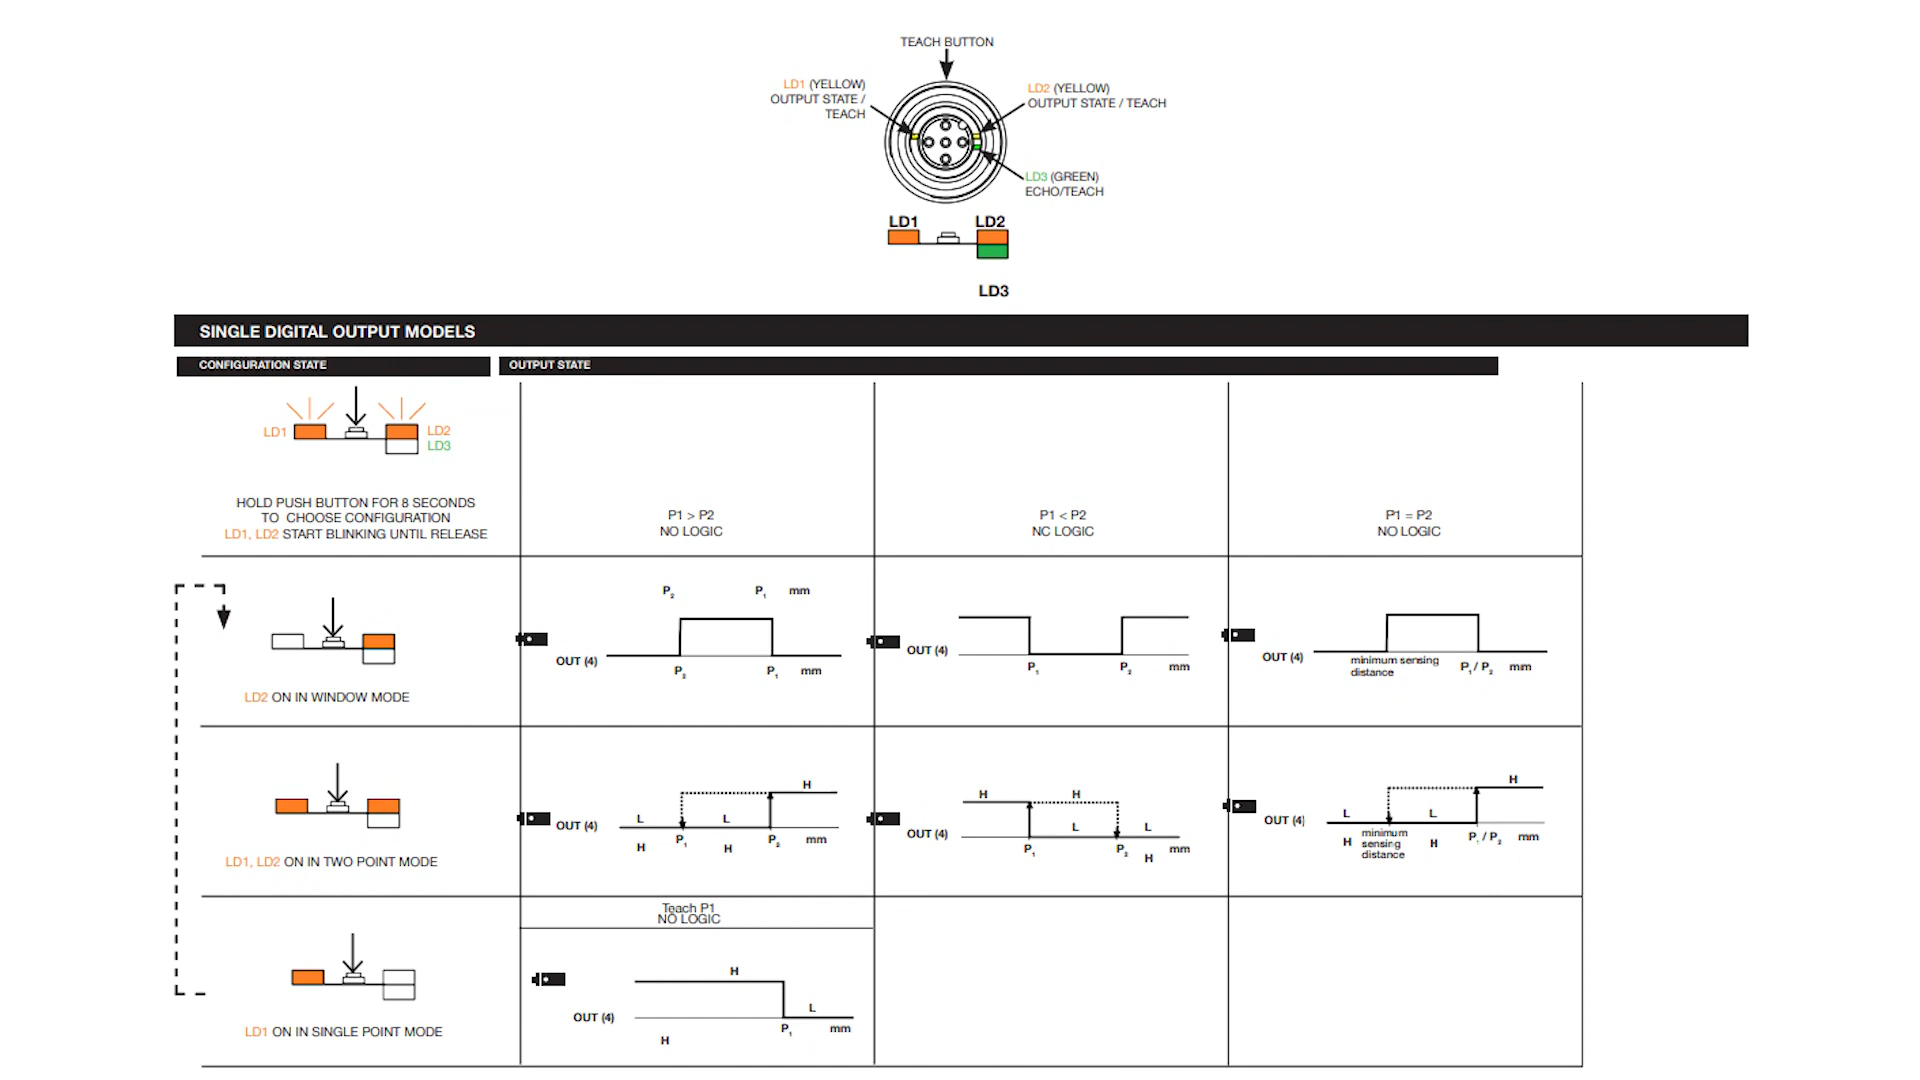 TEACH BUTTON
LD1 (YELLOW)
OUTPUT STATE /
TEACH
LD2 (YELLOW)
OUTPUT STATE / TEACH
LD3 (GREEN)
ECHO/TEACH
LD1 LD2
LD3
SINGLE DIGITAL OUTPUT MODELS
CONFIGURATION STATE OUTPUT STATE
LD1 LD2
LD3
HOLD PUSH BUTTON FOR 8 SECONDS
TO CHOOSE CONFIGURATION
LD1, LD2 START BLINKING UNTIL RELEASE
P1 > P2
NO LOGIC
P1 < P2
NC LOGIC
P1 = P2
NO LOGIC
LD2 ON IN WINDOW MODE
P2 P1 mm
OUT (4)
P2 P1 mm
OUT (4)
P1 P2 mm
OUT (4)
minimum sensing
distance
P1 / P2 mm
LD1, LD2 ON IN TWO POINT MODE
H
L L
OUT (4)
P1 P2 mm
H H
H H
L L
OUT (4)
P1 P2 mm
H
H
L L
OUT (4)
minimum
sensing
distance
P1 / P2 mm
H H
LD1 ON IN SINGLE POINT MODE
Teach P1
NO LOGIC
H
L
OUT (4)
P1 mm
H